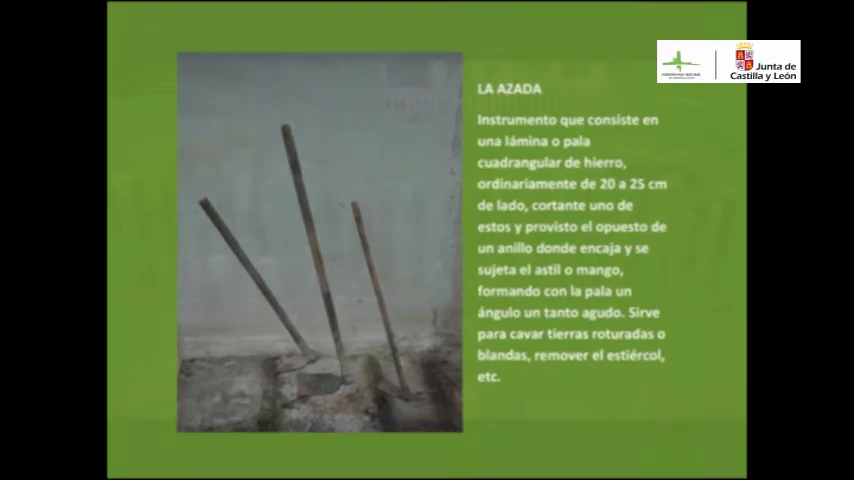 LA AZADA
Instrumento que consiste en
una lámina o pala
cuadrangular de hierro,
ordinariamente de 20 a 25 cm
de lado, cortante uno de
estos y provisto el opuesto de
un anillo donde encaja y se
sujeta el astil o mango,
formando con la pala un
ángulo un tanto agudo. Sirve
para cavar tierras roturadas o
blandas, remover el estiércol,
etc.
Junta de
Castilla y León